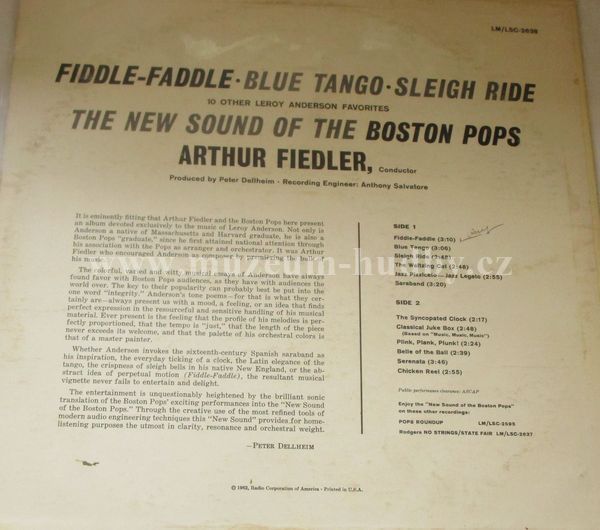 LM/LSC-2638
FIDDLE-FADDLE · BLUE TANGO · SLEIGH RIDE
10 OTHER LEROY ANDERSON FAVORITES
THE NEW SOUND OF THE BOSTON POPS
ARTHUR FIEDLER, Conductor
Produced by Peter Dellheim · Recording Engineer: Anthony Salvatore
It is eminently fitting that Arthur Fiedler and the Boston Pops here present
an album devoted exclusively to the music of Leroy Anderson. Not only is
Anderson a native of Massachusetts and Harvard graduate, he is also a
Boston Pops "graduate," since he first attained national attention through
his association with the Pops as arranger and orchestrator. It was Arthur
Fiedler who encouraged Anderson as composer by premièring the bulk of
his
The colorful, varied and witty musical essays of Anderson have always
found favor with Boston Pops audiences, as they have with audiences the
world over. The key to their popularity can probably best be put into the
one word "integrity." Anderson's tone poems—for that is what they cer-
tainly are—always present us with a mood, a feeling, or an idea that finds
perfect expression in the resourceful and sensitive handling of his musical
material. Ever present is the feeling that the profile of his melodies is per-
fectly proportioned, that the tempo is "just," that the length of the piece
never exceeds its welcome, and that the palette of his orchestral colors is
that of a master painter.
Whether Anderson invokes the sixteenth-century Spanish saraband as
his inspiration, the everyday ticking of a clock, the Latin elegance of the
tango, the crispness of sleigh bells in his native New England, or the ab-
stract idea of perpetual motion (Fiddle-Faddle), the resultant musical
vignette never fails to entertain and delight.
The entertainment is unquestionably heightened by the brilliant sonic
translation of the Boston Pops' exciting performances into the "New Sound
of the Boston Pops." Through the creative use of the most refined tools of
modern audio engineering techniques this "New Sound" provides for home-
listening purposes the utmost in clarity, resonance and orchestral weight.
—PETER DELLHEIM
SIDE 1
Fiddle-Faddle (3:10)
Blue Tango (3:06)
Sleigh Ride (2:48)
The Waltzing Cat (2:48)
Jazz Pizzicato — Jazz Legato (2:55)
Saraband (3:20)
SIDE 2
The Syncopated Clock (2:17)
Classical Juke Box (2:48)
(Based on "Music, Music, Music")
Plink, Plank, Plunk! (2:24)
Bells of the Ball (2:39)
Serenata (3:46)
Chicken Reel (2:55)
Public performance clearance: ASCAP
Enjoy the "New Sound of the Boston Pops"
on these other recordings:
POPS ROUNDUP LM/LSC-2595
Rodgers NO STRINGS/STATE FAIR LM/LSC-2637
© 1962, Radio Corporation of America · Printed in U.S.A.